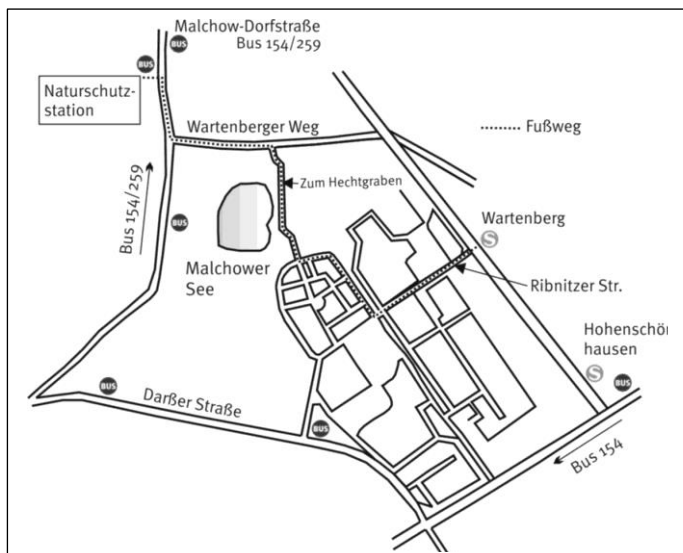 Malchow-Dorfstraße
Bus 154/259
BUS
BUS
Naturschutz-
station
Wartenberger Weg
Fußweg
Zum Hechtgraben
Bus 154/259
BUS
Wartenberg
S
Malchower
See
Ribnitzer Str.
Hohenschön
hausen
S
BUS
BUS
Darßer Straße
BUS
Bus 154